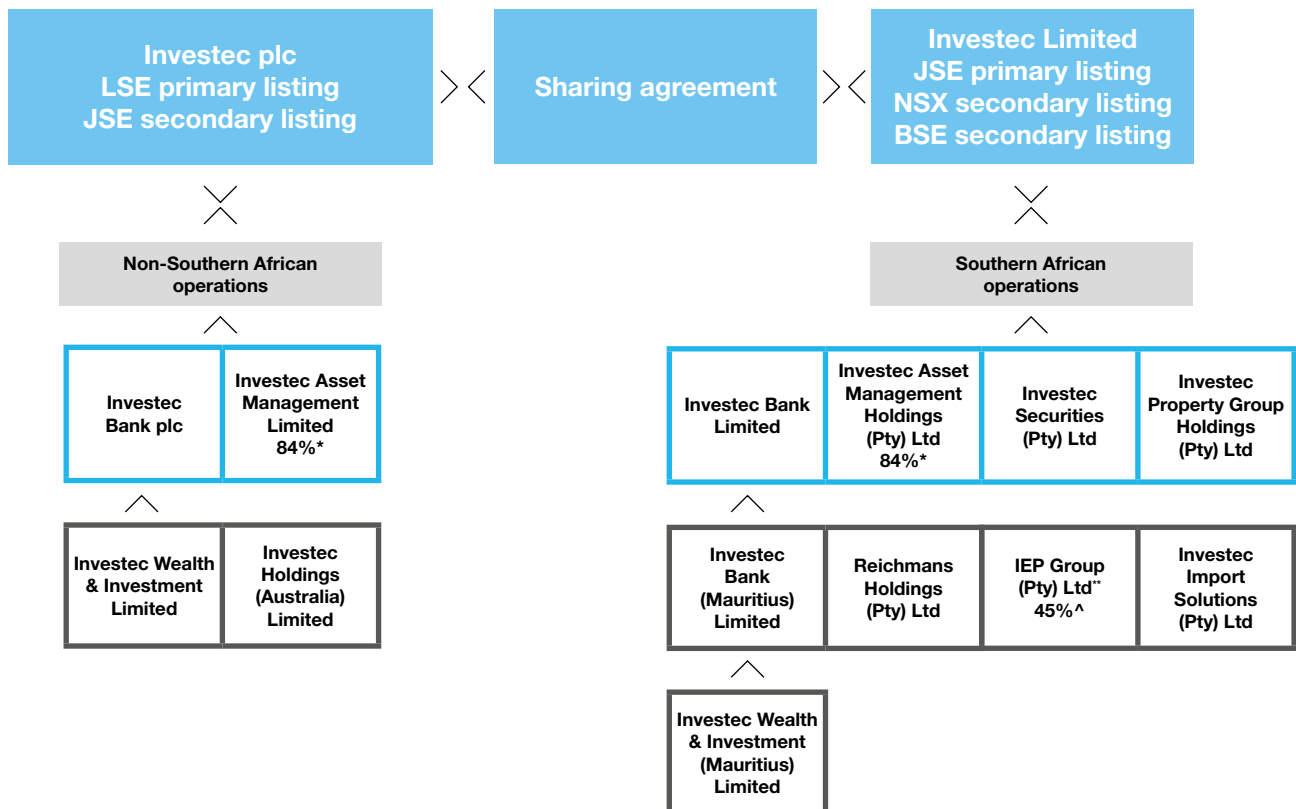 Investec plc
LSE primary listing
JSE secondary listing
Sharing agreement
Investec Limited
JSE primary listing
NSX secondary listing
BSE secondary listing
Non-Southern African
operations
Southern African
operations
Investec
Bank plc
Investec Asset
Management
Limited
84%*
Investec Bank
Limited
Investec Asset
Management
Holdings
(Pty) Ltd
84%*
Investec
Securities
(Pty) Ltd
Investec
Property Group
Holdings
(Pty) Ltd
Investec Wealth
& Investment
Limited
Investec
Holdings
(Australia)
Limited
Investec
Bank
(Mauritius)
Limited
Reichmans
Holdings
(Pty) Ltd
IEP Group
(Pty) Ltd**
45%^
Investec
Import
Solutions
(Pty) Ltd
Investec Wealth
& Investment
(Mauritius)
Limited